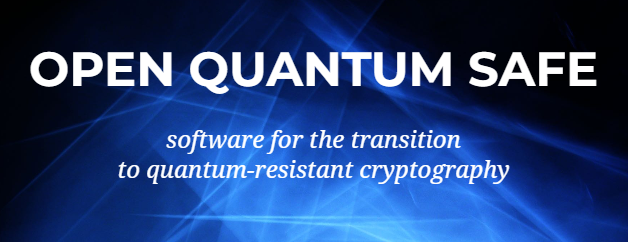 OPEN QUANTUM SAFE
software for the transition
to quantum-resistant cryptography